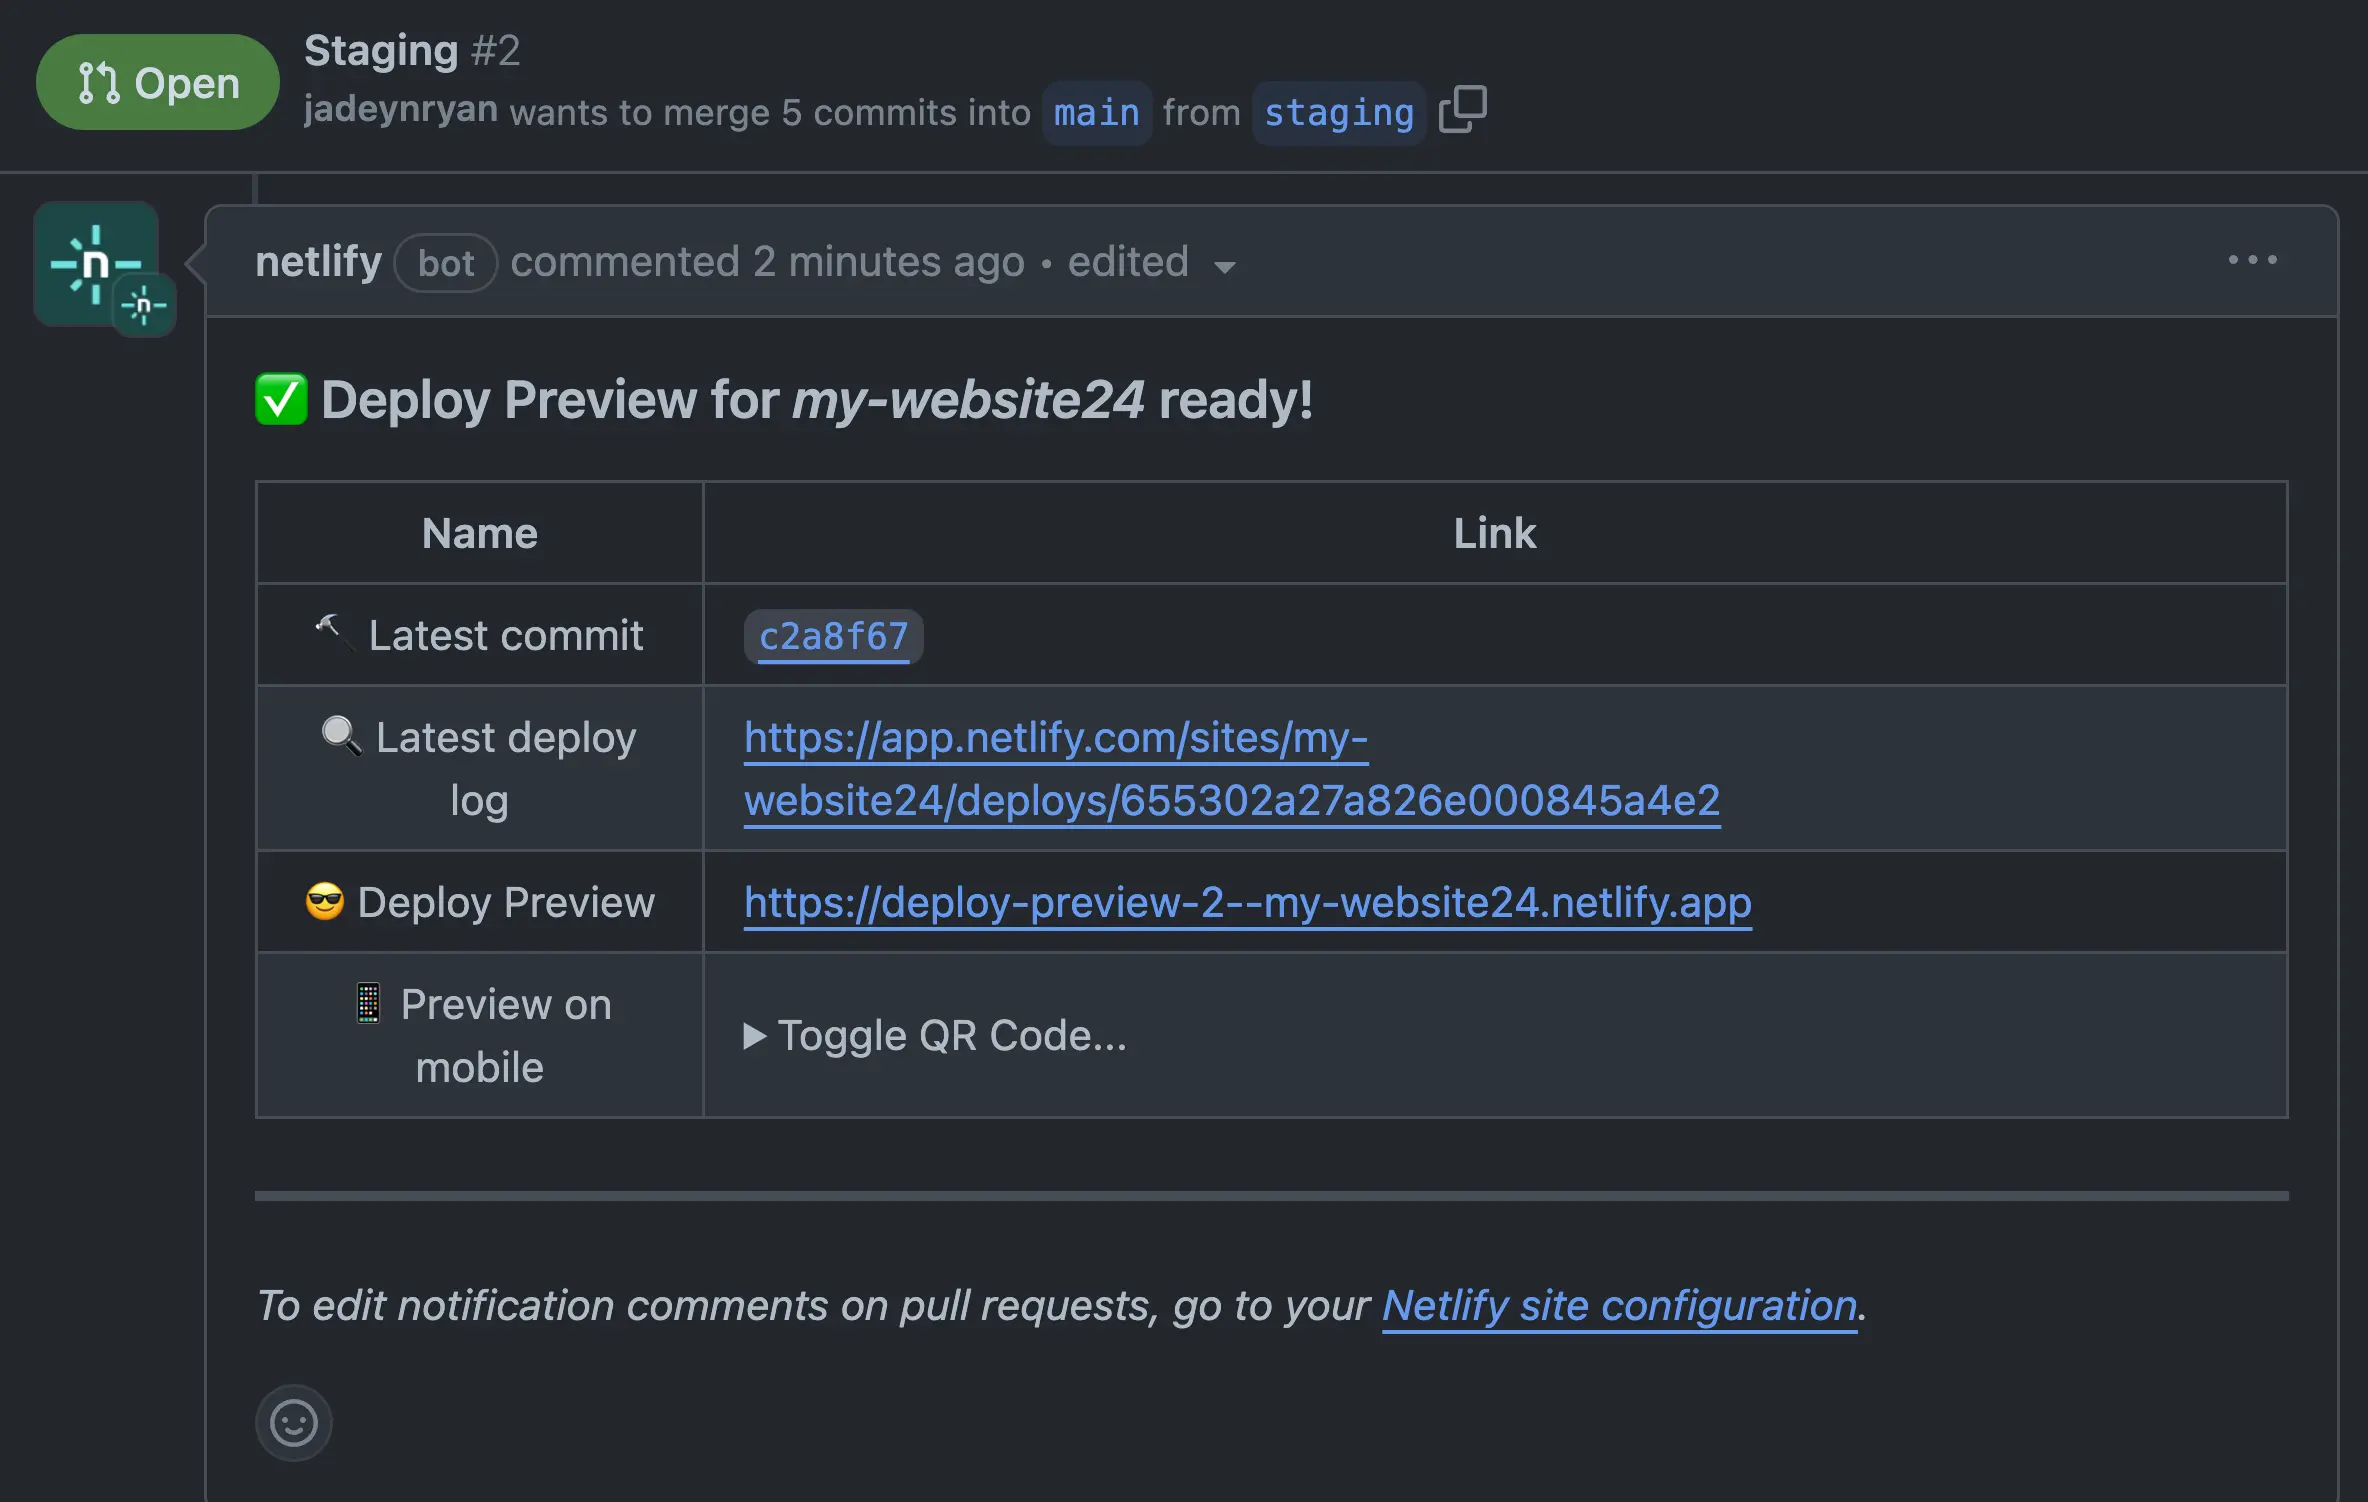 Open
Staging #2
jadeynryan wants to merge 5 commits into main from staging
netlify bot commented 2 minutes ago • edited
✅ Deploy Preview for my-website24 ready!
Name Link
🔨 Latest commit c2a8f67
🔍 Latest deploy
log
https://app.netlify.com/sites/my-
website24/deploys/655302a27a826e000845a4e2
😎 Deploy Preview https://deploy-preview-2--my-website24.netlify.app
📱 Preview on
mobile
▶ Toggle QR Code...
To edit notification comments on pull requests, go to your Netlify site configuration.